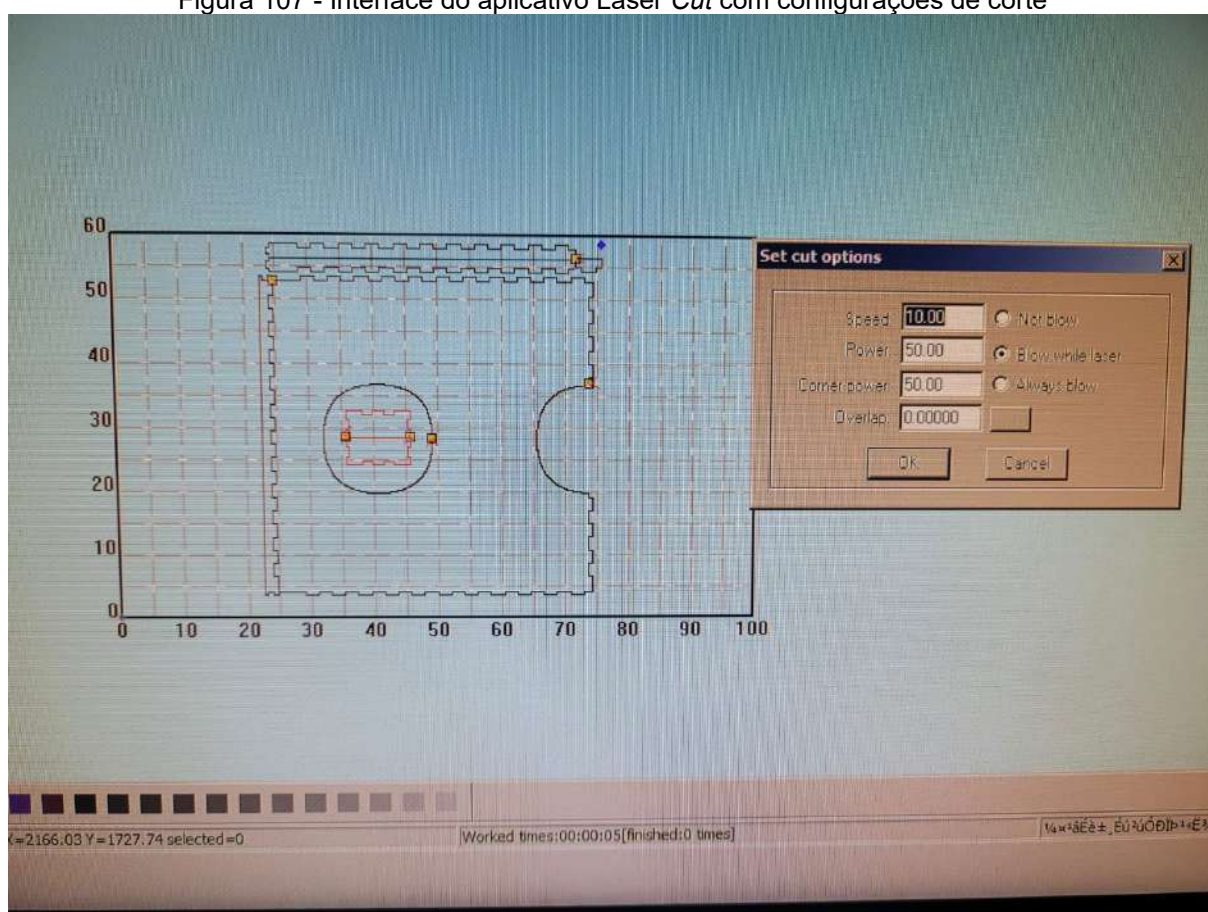 Figura 107 - Interface do aplicativo Laser Cut com configurações de corte
60
50
40
30
20
10
0
0 10 20 30 40 50 60 70 80 90 100
Set cut options
Speed: 10.00 Not blow
Power: 50.00 Blow while laser
Corner power: 50.00 Always blow
Overlap: 0.00000
OK Cancel
X=2166.03 Y=1727.74 selected=0
Worked times:00:00:05[finished:0 times]